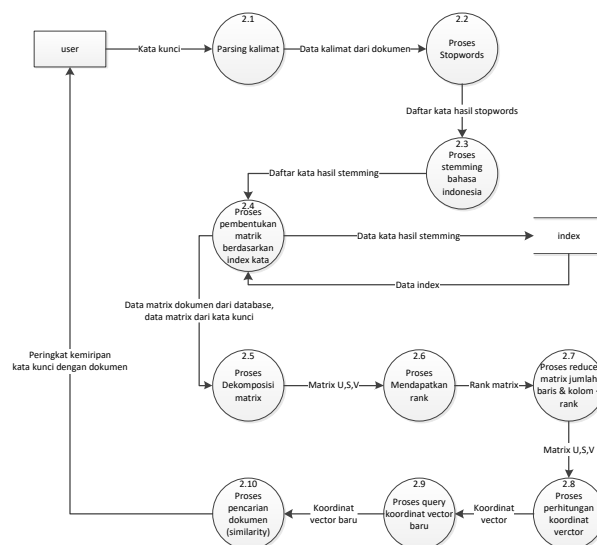 user
Kata kunci
2.1
Parsing kalimat
Data kalimat dari dokumen
2.2
Proses
Stopwords
Daftar kata hasil stopwords
2.3
Proses
stemming
bahasa
indonesia
Daftar kata hasil stemming
2.4
Proses
pembentukan
matrik
berdasarkan
index kata
Data kata hasil stemming
index
Data index
Data matrix dokumen dari database,
data matrix dari kata kunci
Peringkat kemiripan
kata kunci dengan dokumen
2.5
Proses
Dekomposisi
matrix
Matrix U,S,V
2.6
Proses
Mendapatkan
rank
Rank matrix
2.7
Proses reduce
matrix jumlah
baris & kolom -
rank
Matrix U,S,V
2.8
Proses
perhitungan
koordinat
verctor
Koordinat
vector
2.9
Proses query
koordinat vector
baru
Koordinat
vector baru
2.10
Proses
pencarian
dokumen
(similarity)